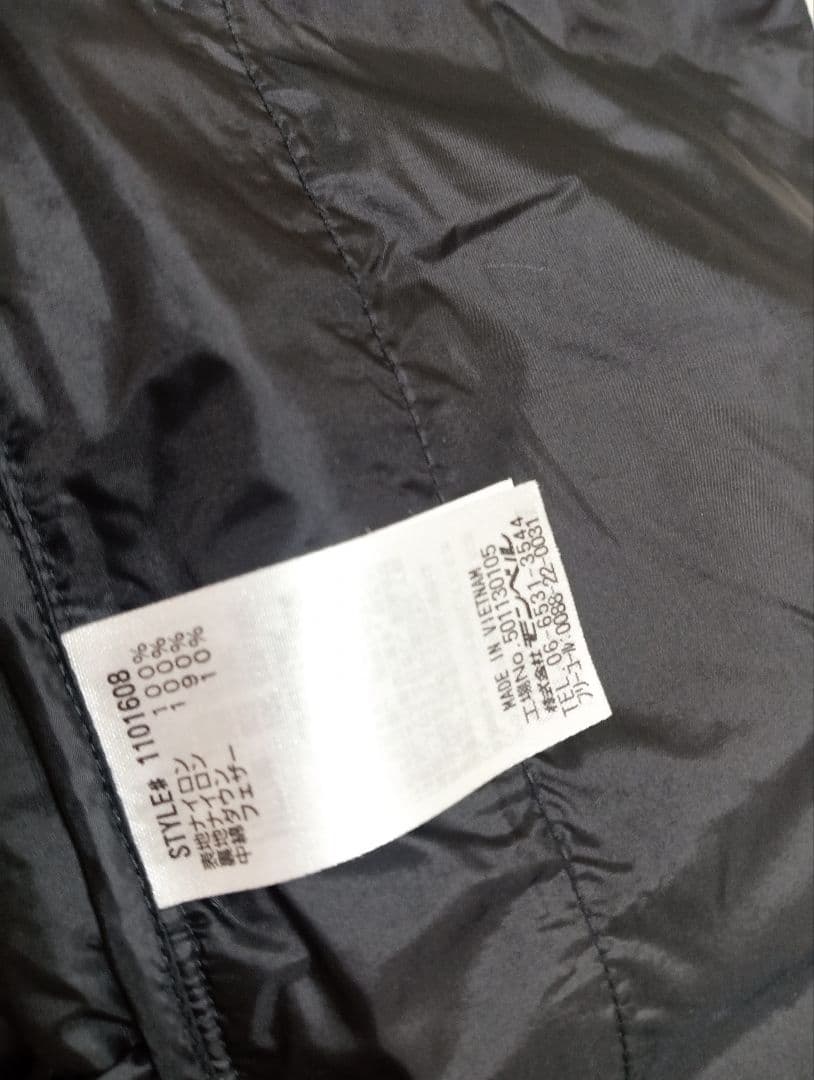 STYLE# 1101608
表地ナイロン 100%
裏地ナイロン 100%
中綿ダウン 90%
フェザー 10%
MADE IN VIETNAM
工場No.501130105
株式会社モンベル
TEL.06-6531-3544
フリーコール:0088-22-0031